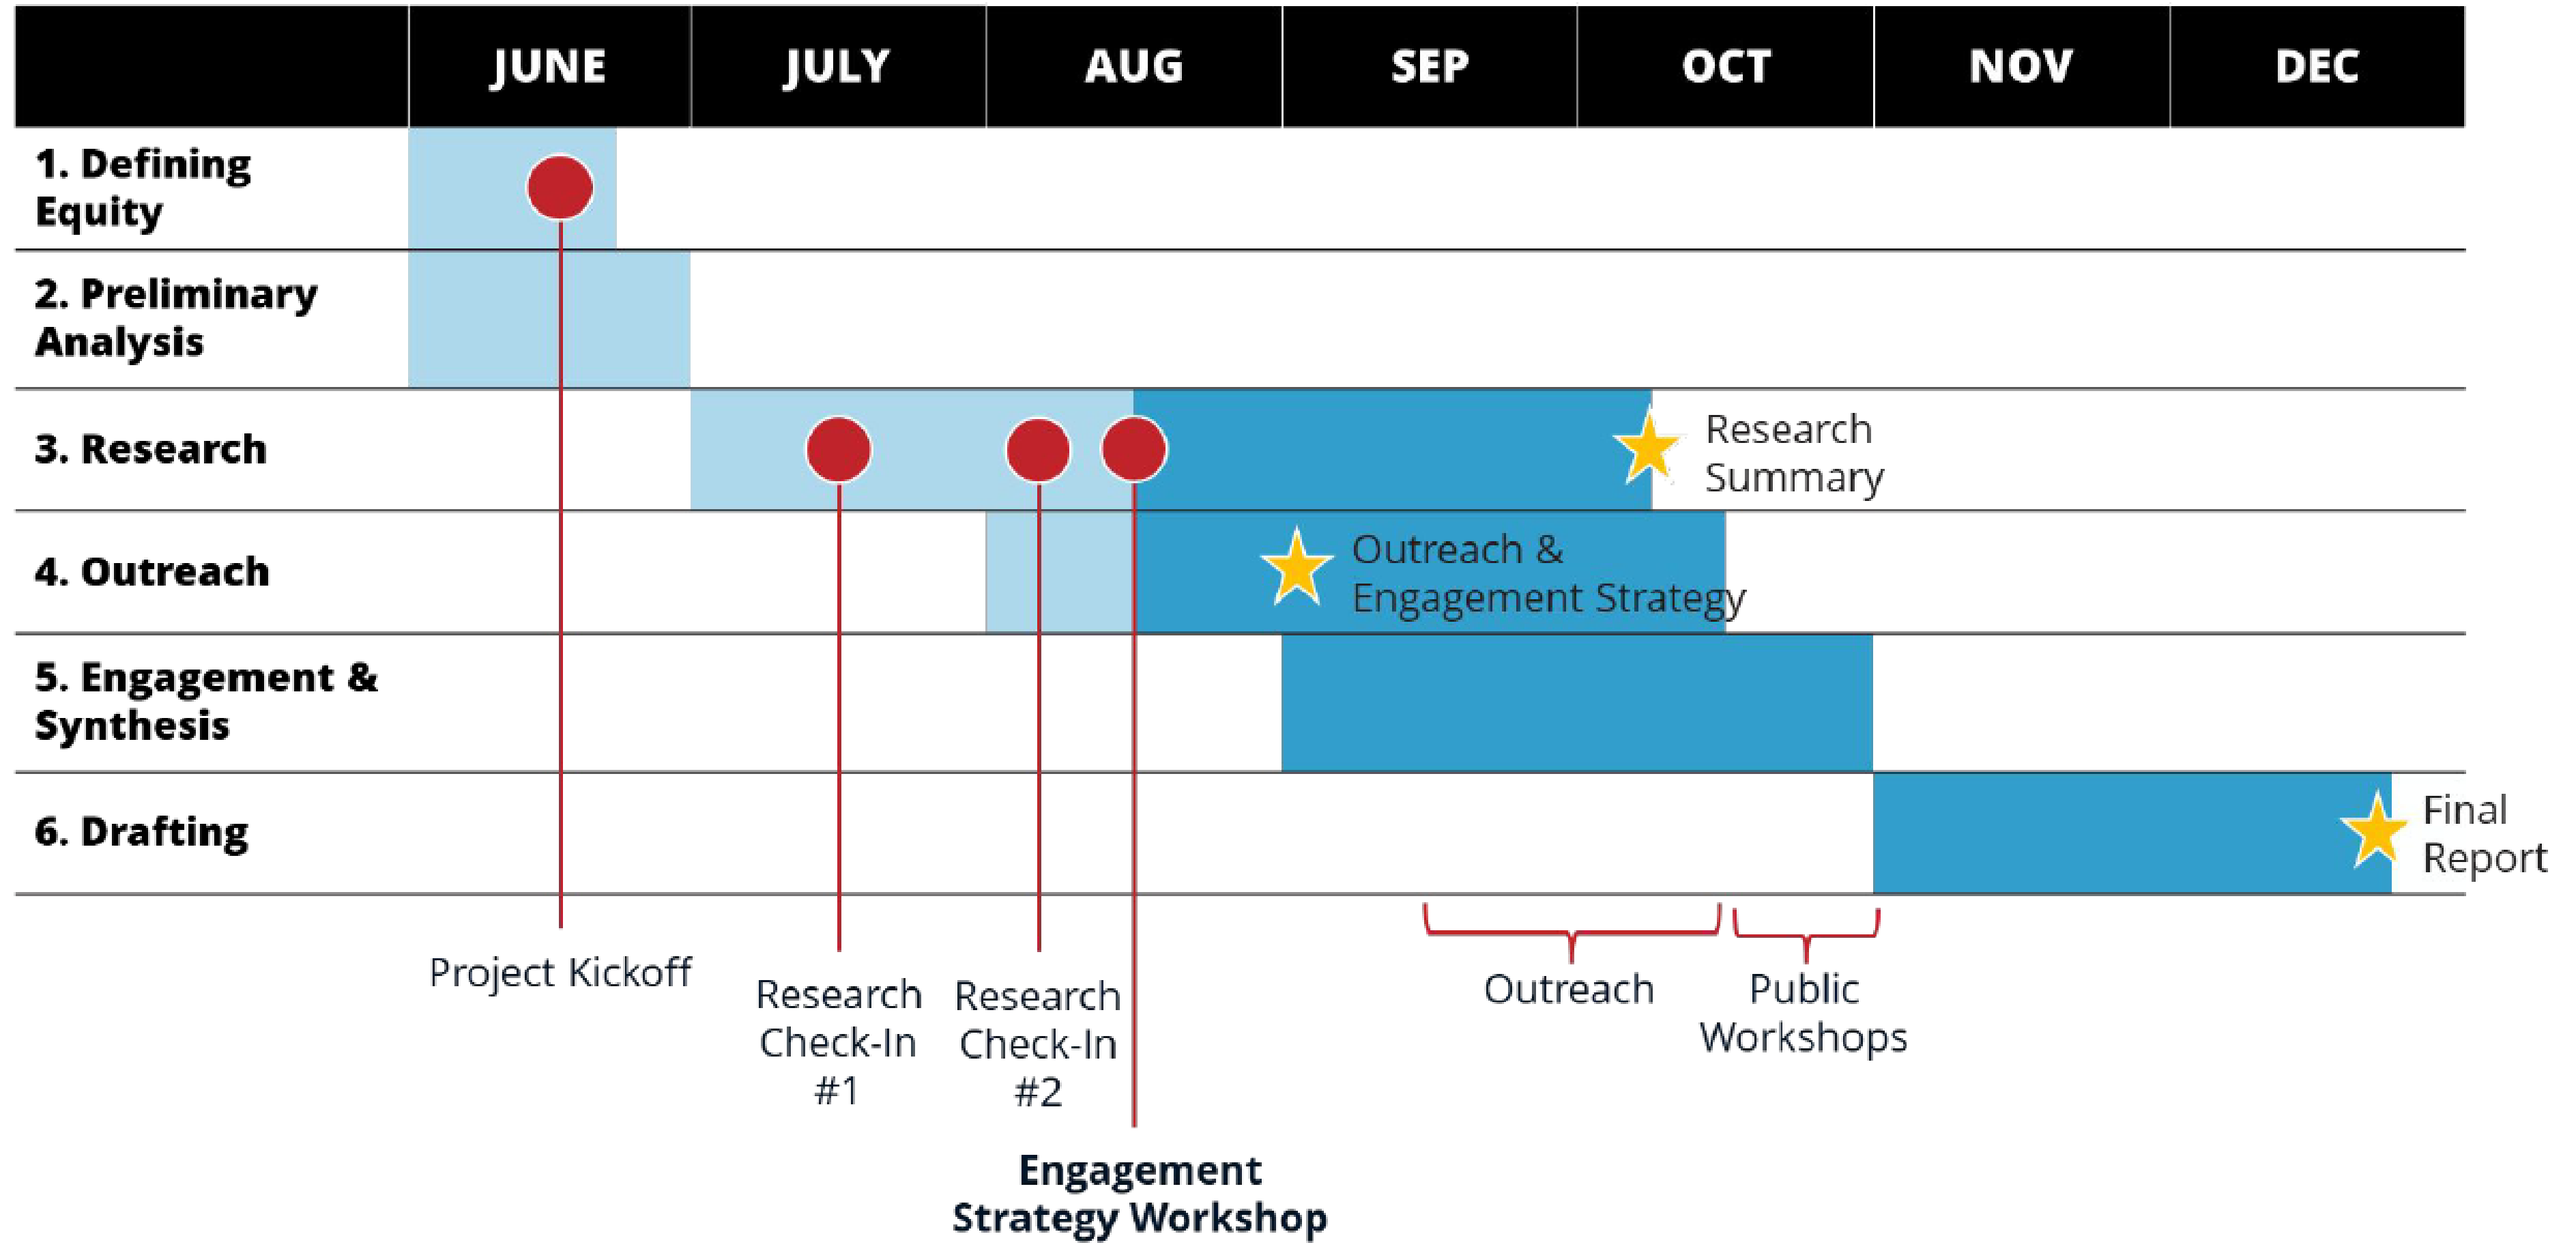 JUNE
JULY
AUG
SEP
OCT
NOV
DEC
1. Defining
Equity
2. Preliminary
Analysis
3. Research
Research
Summary
4. Outreach
Outreach &
Engagement Strategy
5. Engagement &
Synthesis
6. Drafting
Final
Report
Project Kickoff
Research
Check-In
#1
Research
Check-In
#2
Engagement
Strategy Workshop
Outreach
Public
Workshops